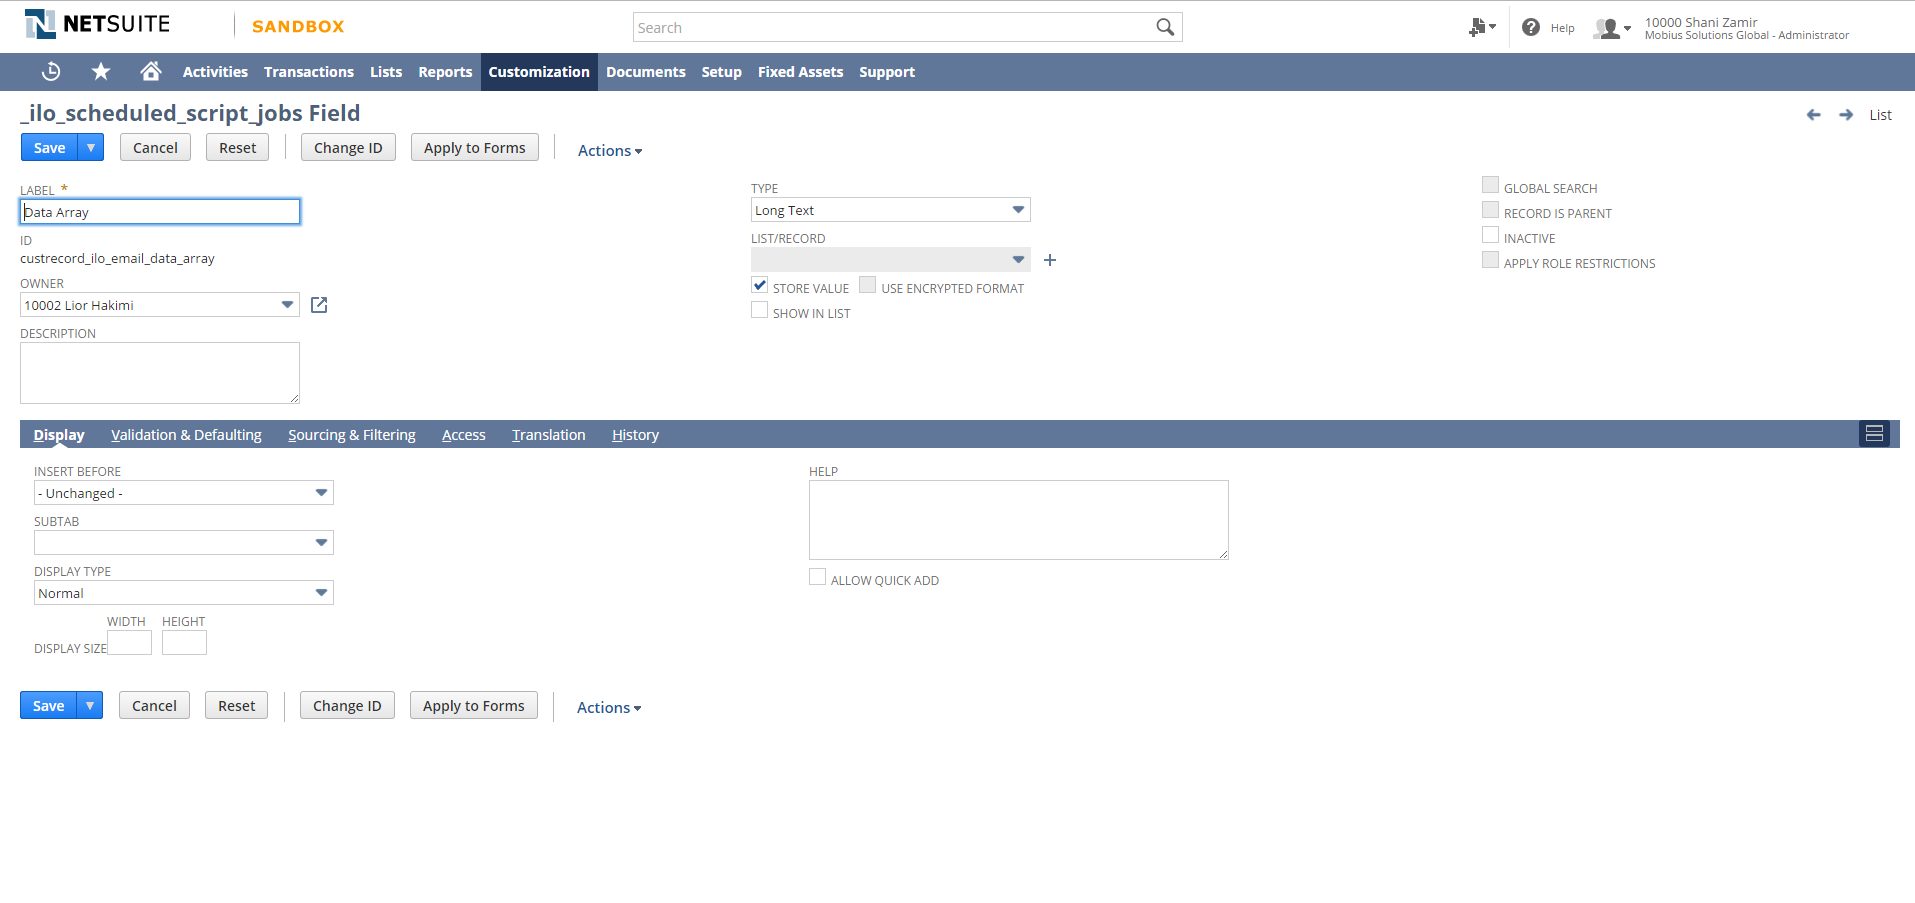 NETSUITE
SANDBOX
Search
Help
10000 Shani Zamir
Mobius Solutions Global - Administrator
Activities Transactions Lists Reports Customization Documents Setup Fixed Assets Support
_ilo_scheduled_script_jobs Field
List
Save Cancel Reset Change ID Apply to Forms Actions
LABEL *
Data Array
ID
custrecord_ilo_email_data_array
OWNER
10002 Lior Hakimi
DESCRIPTION
TYPE
Long Text
LIST/RECORD
STORE VALUE USE ENCRYPTED FORMAT
SHOW IN LIST
GLOBAL SEARCH
RECORD IS PARENT
INACTIVE
APPLY ROLE RESTRICTIONS
Display Validation & Defaulting Sourcing & Filtering Access Translation History
INSERT BEFORE
- Unchanged -
SUBTAB
DISPLAY TYPE
Normal
WIDTH HEIGHT
DISPLAY SIZE
HELP
ALLOW QUICK ADD
Save Cancel Reset Change ID Apply to Forms Actions